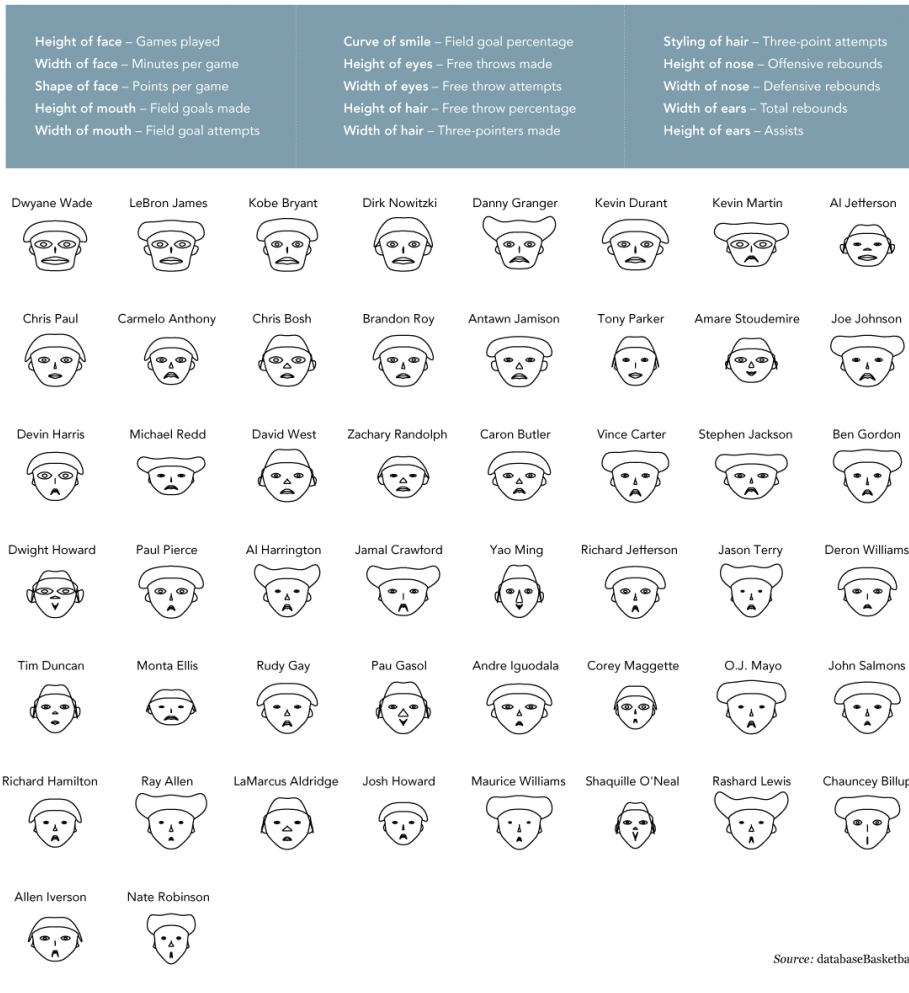 Height of face – Games played
Width of face – Minutes per game
Shape of face – Points per game
Height of mouth – Field goals made
Width of mouth – Field goal attempts
Curve of smile – Field goal percentage
Height of eyes – Free throws made
Width of eyes – Free throw attempts
Height of hair – Free throw percentage
Width of hair – Three-pointers made
Styling of hair – Three-point attempts
Height of nose – Offensive rebounds
Width of nose – Defensive rebounds
Width of ears – Total rebounds
Height of ears – Assists
Dwyane Wade LeBron James Kobe Bryant Dirk Nowitzki Danny Granger Kevin Durant Kevin Martin Al Jefferson
Chris Paul Carmelo Anthony Chris Bosh Brandon Roy Antawn Jamison Tony Parker Amare Stoudemire Joe Johnson
Devin Harris Michael Redd David West Zachary Randolph Caron Butler Vince Carter Stephen Jackson Ben Gordon
Dwight Howard Paul Pierce Al Harrington Jamal Crawford Yao Ming Richard Jefferson Jason Terry Deron Williams
Tim Duncan Monta Ellis Rudy Gay Pau Gasol Andre Iguodala Corey Maggette O.J. Mayo John Salmons
Richard Hamilton Ray Allen LaMarcus Aldridge Josh Howard Maurice Williams Shaquille O'Neal Rashard Lewis Chauncey Billup
Allen Iverson Nate Robinson
Source: databaseBasketba